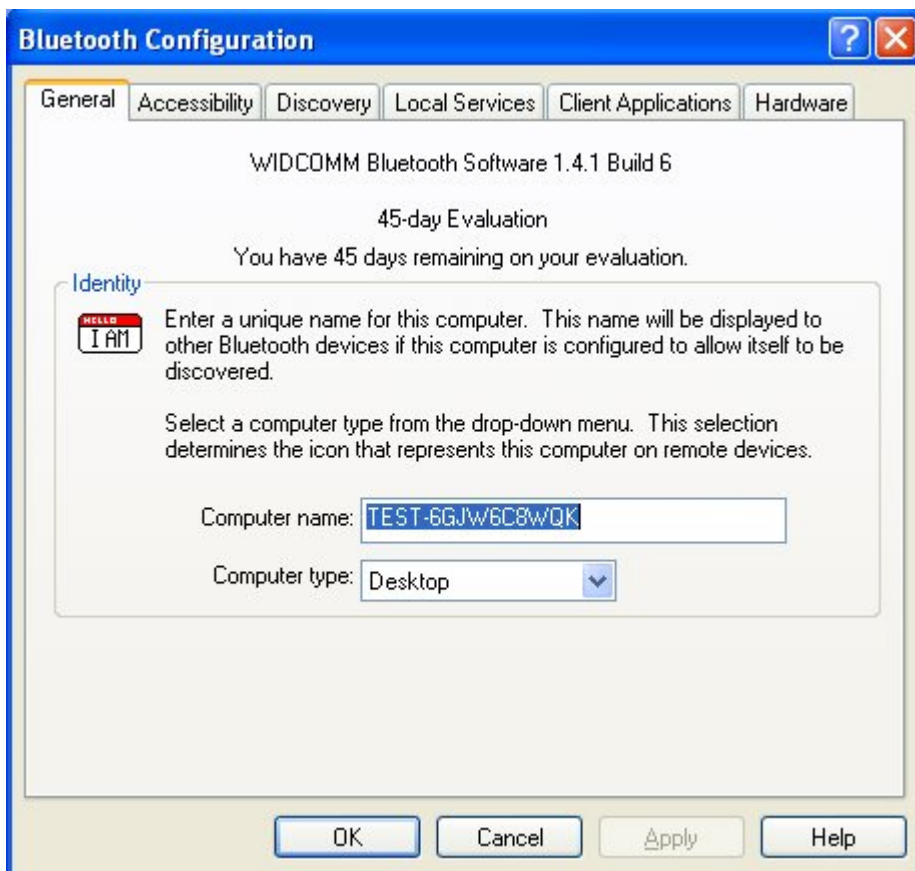 Bluetooth Configuration
General Accessibility Discovery Local Services Client Applications Hardware
WIDCOMM Bluetooth Software 1.4.1 Build 6
45-day Evaluation
You have 45 days remaining on your evaluation.
Identity
HELLO
I AM
Enter a unique name for this computer. This name will be displayed to
other Bluetooth devices if this computer is configured to allow itself to be
discovered.
Select a computer type from the drop-down menu. This selection
determines the icon that represents this computer on remote devices.
Computer name: TEST-6GJW6C8WQK
Computer type: Desktop
OK Cancel Apply Help